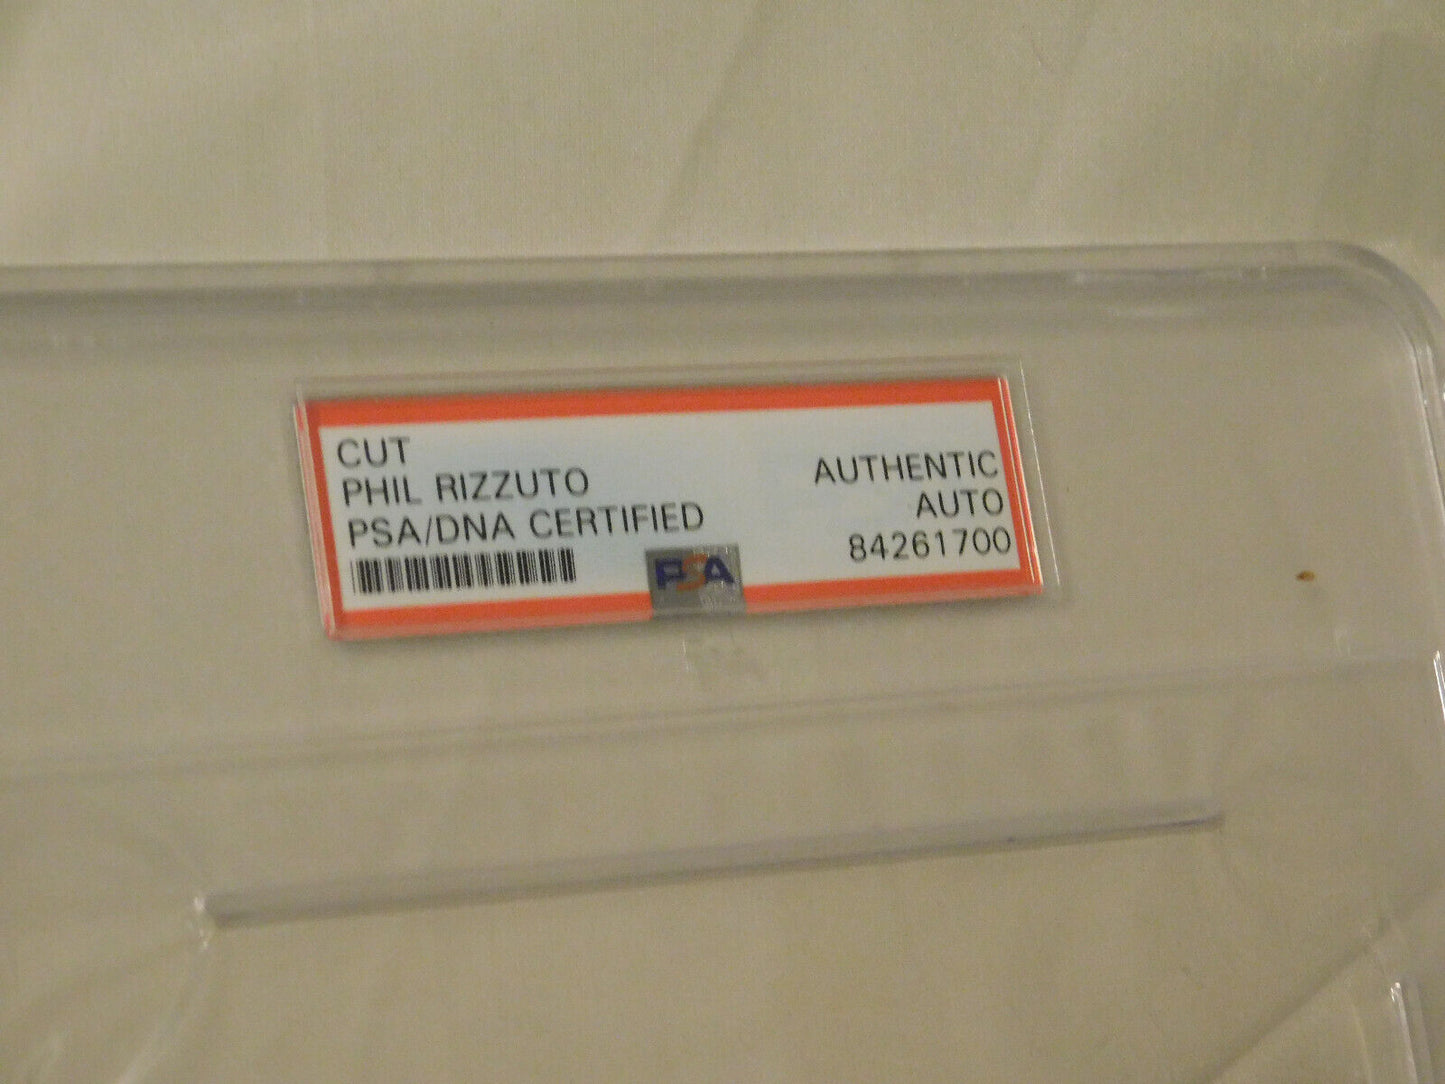 CUT
PHIL RIZZUTO
PSA/DNA CERTIFIED
AUTHENTIC
AUTO
84261700
PSA